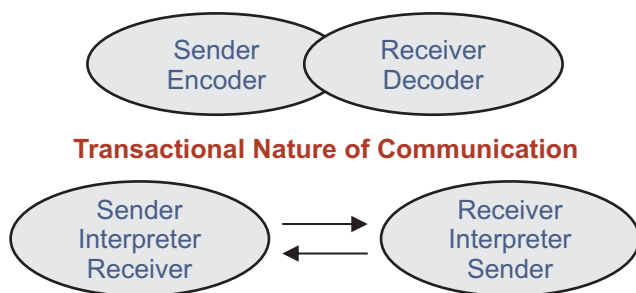 Sender
Encoder
Receiver
Decoder
Transactional Nature of Communication
Sender
Interpreter
Receiver
Receiver
Interpreter
Sender